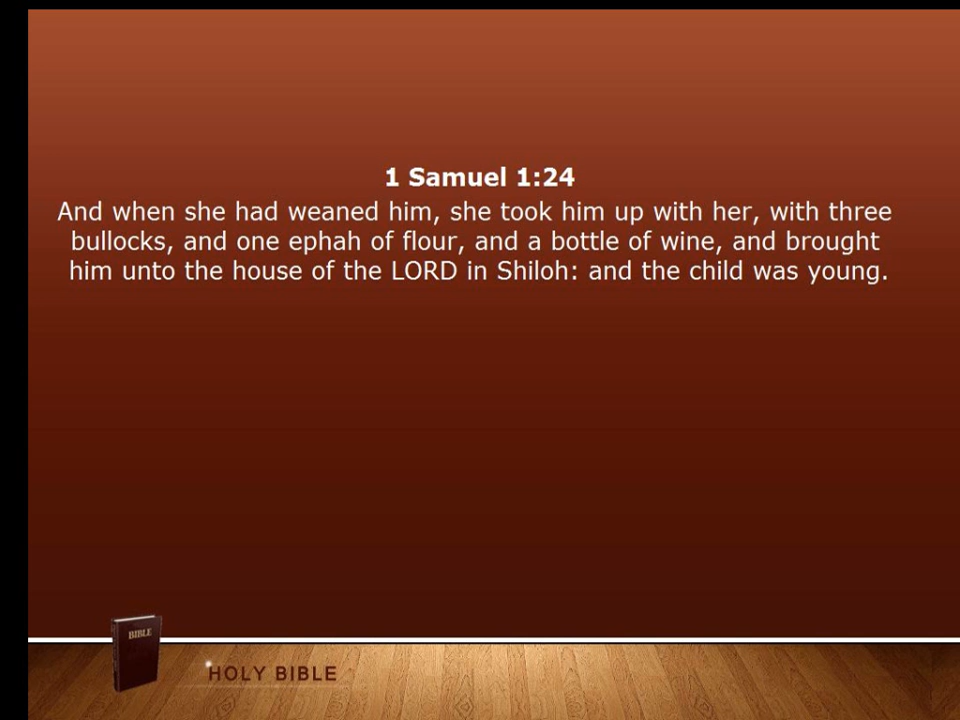 1 Samuel 1:24
And when she had weaned him, she took him up with her, with three
bullocks, and one ephah of flour, and a bottle of wine, and brought
him unto the house of the LORD in Shiloh: and the child was young.
BIBLE
HOLY BIBLE